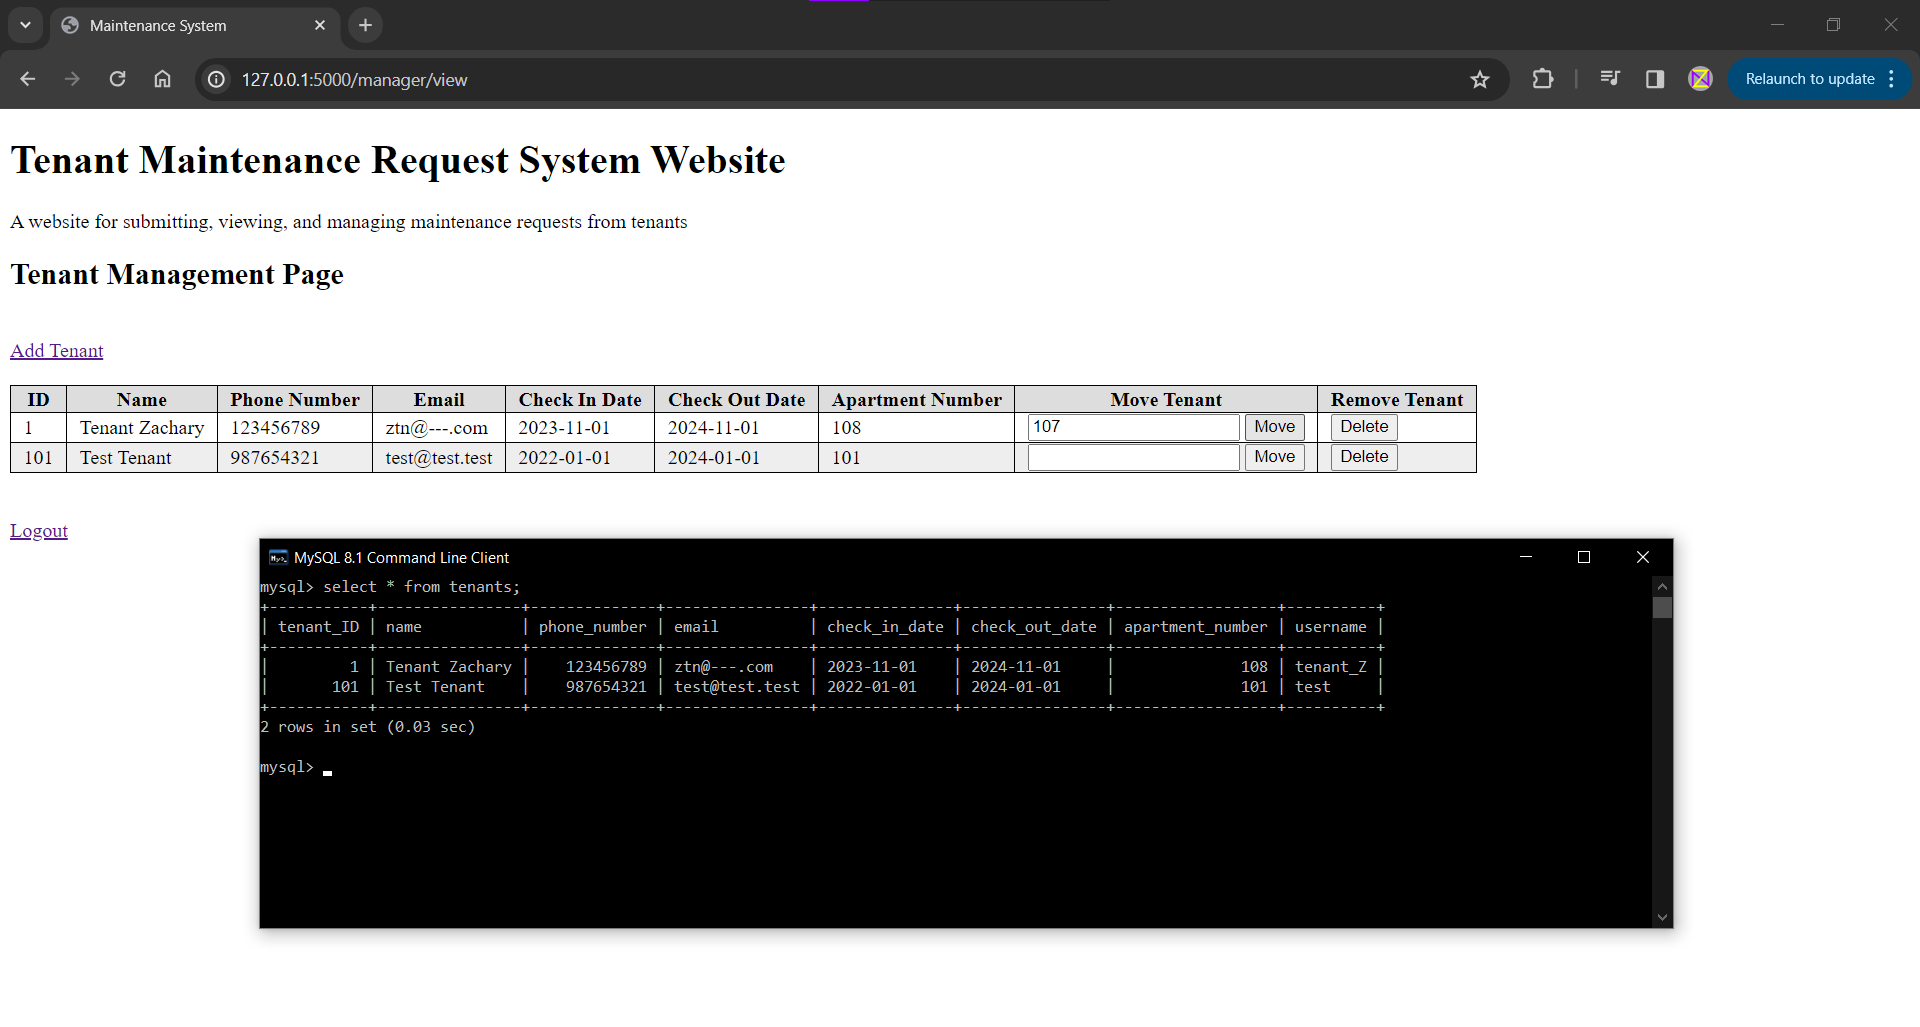 Maintenance System
127.0.0.1:5000/manager/view
Relaunch to update
Tenant Maintenance Request System Website
A website for submitting, viewing, and managing maintenance requests from tenants
Tenant Management Page
Add Tenant
ID Name Phone Number Email Check In Date Check Out Date Apartment Number Move Tenant Remove Tenant
1 Tenant Zachary 123456789 ztn@---.com 2023-11-01 2024-11-01 108 107 Move Delete
101 Test Tenant 987654321 test@test.test 2022-01-01 2024-01-01 101 Move Delete
Logout
MySQL 8.1 Command Line Client
mysql> select * from tenants;
+-----------+----------------+--------------+----------------+---------------+----------------+------------------+----------+
| tenant_ID | name           | phone_number | email          | check_in_date | check_out_date | apartment_number | username |
+-----------+----------------+--------------+----------------+---------------+----------------+------------------+----------+
|         1 | Tenant Zachary |    123456789 | ztn@---.com    | 2023-11-01    | 2024-11-01     |              108 | tenant_Z |
|       101 | Test Tenant    |    987654321 | test@test.test | 2022-01-01    | 2024-01-01     |              101 | test     |
+-----------+----------------+--------------+----------------+---------------+----------------+------------------+----------+
2 rows in set (0.03 sec)
mysql>